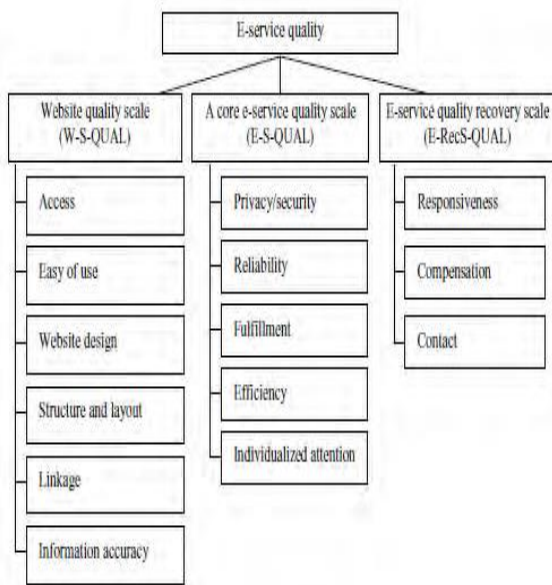 E-service quality
Website quality scale
(W-S-QUAL)
Access
Easy of use
Website design
Structure and layout
Linkage
Information accuracy
A core e-service quality scale
(E-S-QUAL)
Privacy/security
Reliability
Fulfillment
Efficiency
Individualized attention
E-service quality recovery scale
(E-RecS-QUAL)
Responsiveness
Compensation
Contact